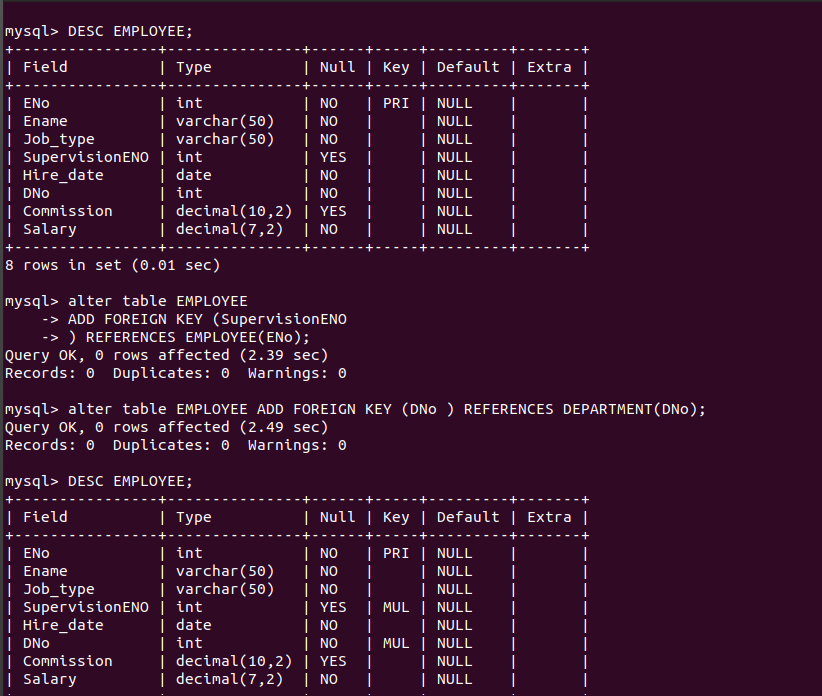 mysql> DESC EMPLOYEE;
+----------------+---------------+------+-----+---------+-------+
| Field          | Type          | Null | Key | Default | Extra |
+----------------+---------------+------+-----+---------+-------+
| ENo            | int           | NO   | PRI | NULL    |       |
| Ename          | varchar(50)   | NO   |     | NULL    |       |
| Job_type       | varchar(50)   | NO   |     | NULL    |       |
| SupervisionENO | int           | YES  |     | NULL    |       |
| Hire_date      | date          | NO   |     | NULL    |       |
| DNo            | int           | NO   |     | NULL    |       |
| Commission     | decimal(10,2) | YES  |     | NULL    |       |
| Salary         | decimal(7,2)  | NO   |     | NULL    |       |
+----------------+---------------+------+-----+---------+-------+
8 rows in set (0.01 sec)
mysql> alter table EMPLOYEE
    -> ADD FOREIGN KEY (SupervisionENO
    -> ) REFERENCES EMPLOYEE(ENo);
Query OK, 0 rows affected (2.39 sec)
Records: 0  Duplicates: 0  Warnings: 0
mysql> alter table EMPLOYEE ADD FOREIGN KEY (DNo ) REFERENCES DEPARTMENT(DNo);
Query OK, 0 rows affected (2.49 sec)
Records: 0  Duplicates: 0  Warnings: 0
mysql> DESC EMPLOYEE;
+----------------+---------------+------+-----+---------+-------+
| Field          | Type          | Null | Key | Default | Extra |
+----------------+---------------+------+-----+---------+-------+
| ENo            | int           | NO   | PRI | NULL    |       |
| Ename          | varchar(50)   | NO   |     | NULL    |       |
| Job_type       | varchar(50)   | NO   |     | NULL    |       |
| SupervisionENO | int           | YES  | MUL | NULL    |       |
| Hire_date      | date          | NO   |     | NULL    |       |
| DNo            | int           | NO   | MUL | NULL    |       |
| Commission     | decimal(10,2) | YES  |     | NULL    |       |
| Salary         | decimal(7,2)  | NO   |     | NULL    |       |